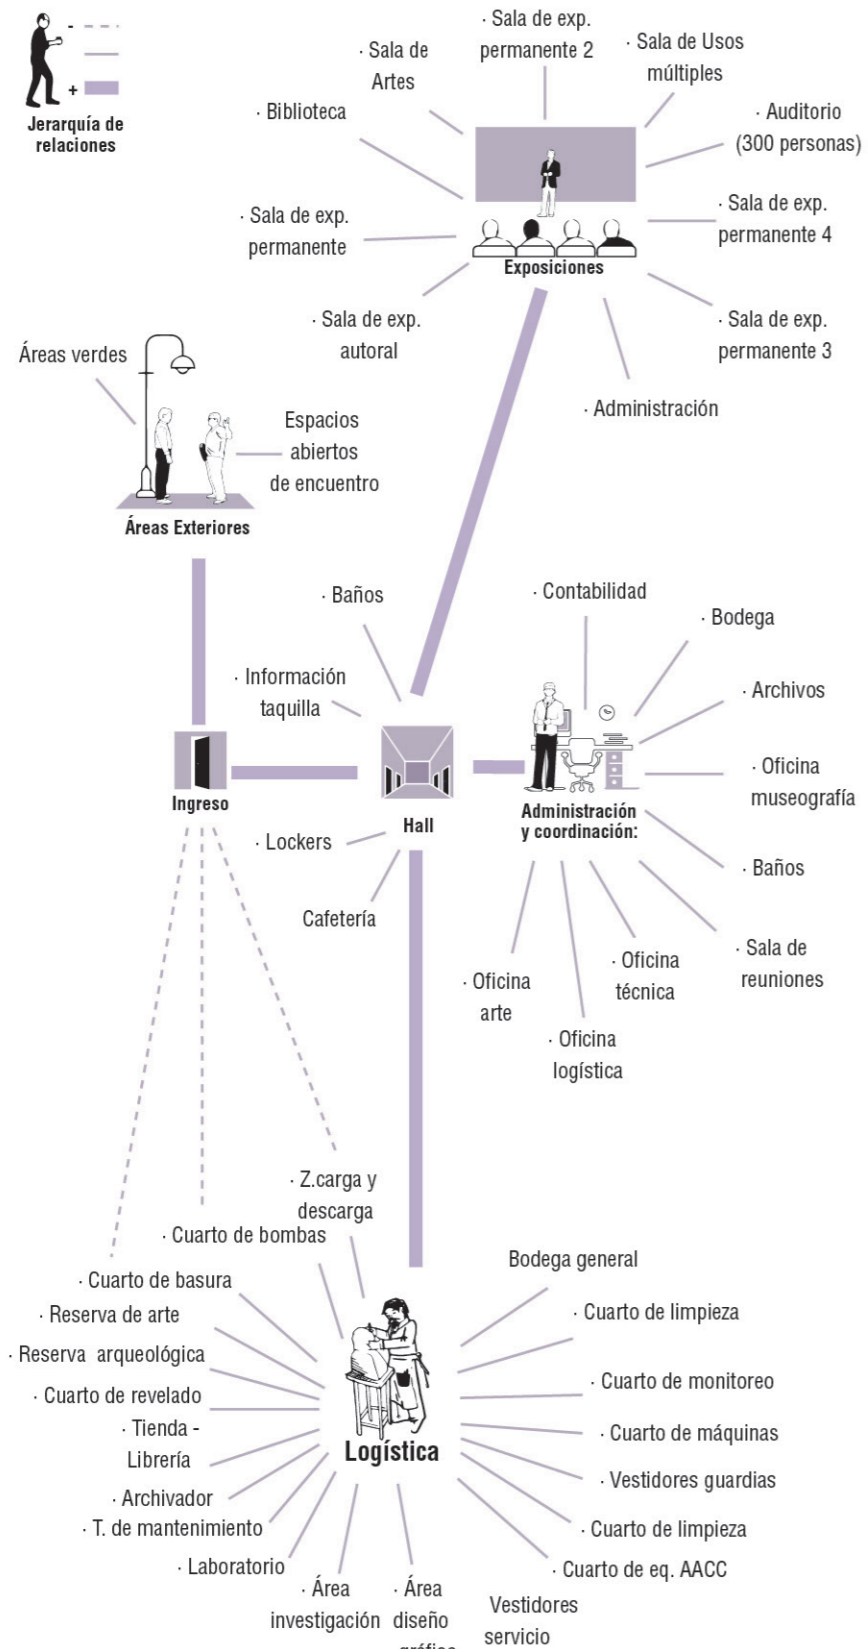 -
+
Jerarquía de
relaciones
· Sala de exp.
permanente 2
· Sala de
Artes
· Sala de Usos
múltiples
· Biblioteca
· Auditorio
(300 personas)
· Sala de exp.
permanente
· Sala de exp.
permanente 4
Exposiciones
· Sala de exp.
autoral
· Sala de exp.
permanente 3
· Administración
Áreas verdes
Espacios
abiertos
de encuentro
Áreas Exteriores
· Baños
· Información
taquilla
· Contabilidad
· Bodega
· Archivos
· Oficina
museografía
Ingreso
Hall
Administración
y coordinación:
· Lockers
Cafetería
· Baños
· Sala de
reuniones
· Oficina
técnica
· Oficina
arte
· Oficina
logística
· Z.carga y
descarga
· Cuarto de bombas
· Cuarto de basura
· Reserva de arte
· Reserva arqueológica
· Cuarto de revelado
· Tienda -
Librería
· Archivador
· T. de mantenimiento
· Laboratorio
· Área
investigación
· Área
diseño
gráfico
Logística
Bodega general
· Cuarto de limpieza
· Cuarto de monitoreo
· Cuarto de máquinas
· Vestidores guardias
· Cuarto de limpieza
· Cuarto de eq. AACC
Vestidores
servicio